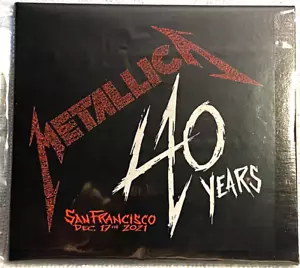 METALLICA
40
YEARS
SAN FRANCISCO
DEC. 17TH 2021